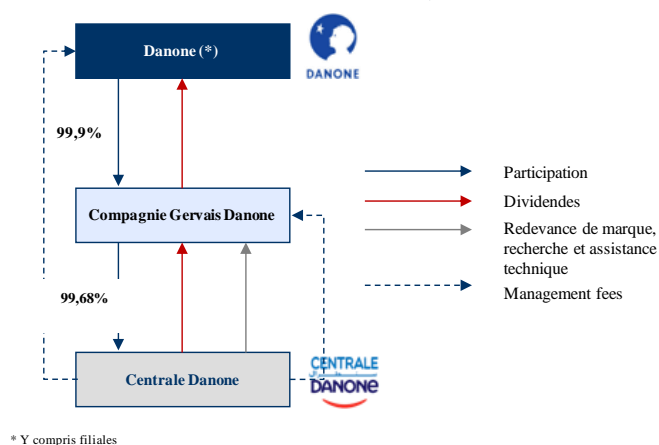 Danone (*)
DANONE
99,9%
Compagnie Gervais Danone
99,68%
Centrale Danone
CENTRALE
DANONE
Participation
Dividendes
Redevance de marque,
recherche et assistance
technique
Management fees
* Y compris filiales